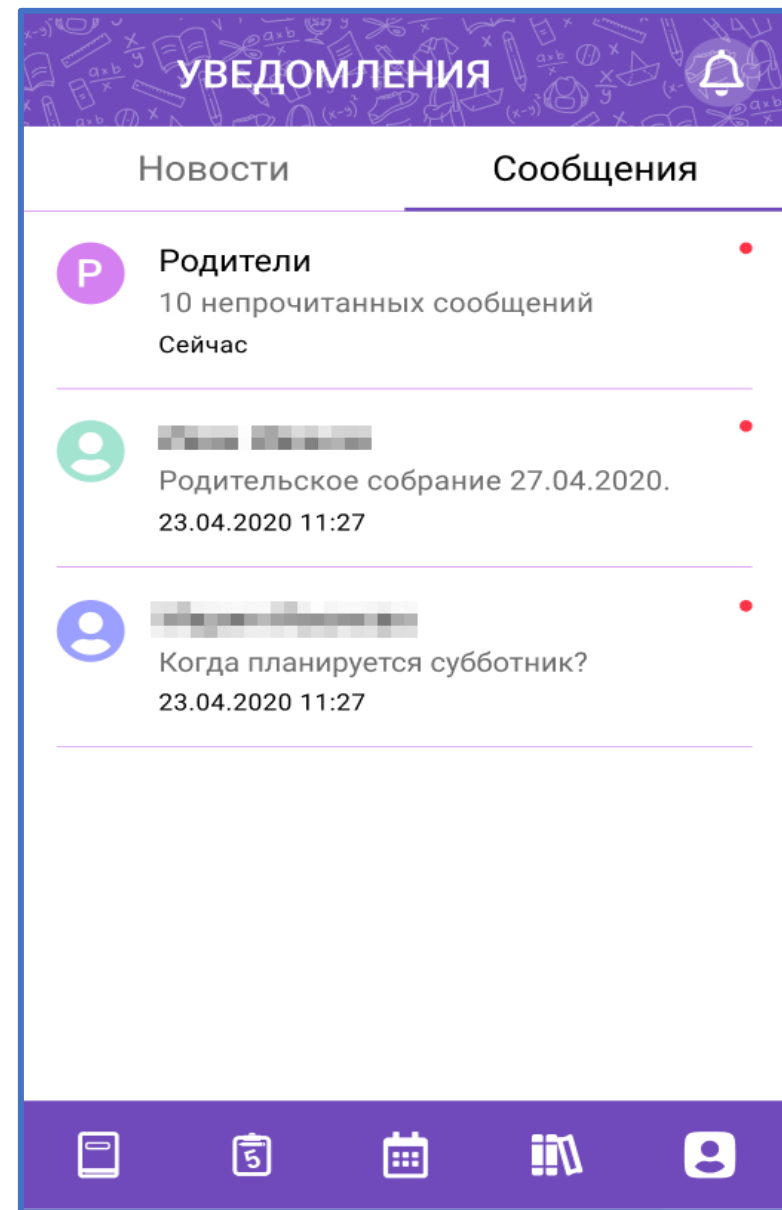 УВЕДОМЛЕНИЯ
Новости Сообщения
Р Родители
10 непрочитанных сообщений
Сейчас
Родительское собрание 27.04.2020.
23.04.2020 11:27
Когда планируется субботник?
23.04.2020 11:27
5